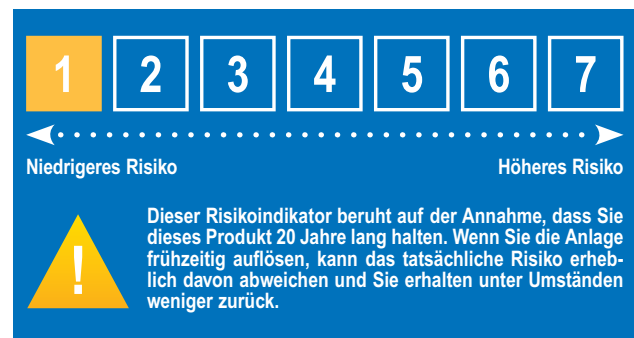 1 2 3 4 5 6 7
Niedrigeres Risiko Höheres Risiko
!
Dieser Risikoindikator beruht auf der Annahme, dass Sie
dieses Produkt 20 Jahre lang halten. Wenn Sie die Anlage
frühzeitig auflösen, kann das tatsächliche Risiko erheb-
lich davon abweichen und Sie erhalten unter Umständen
weniger zurück.